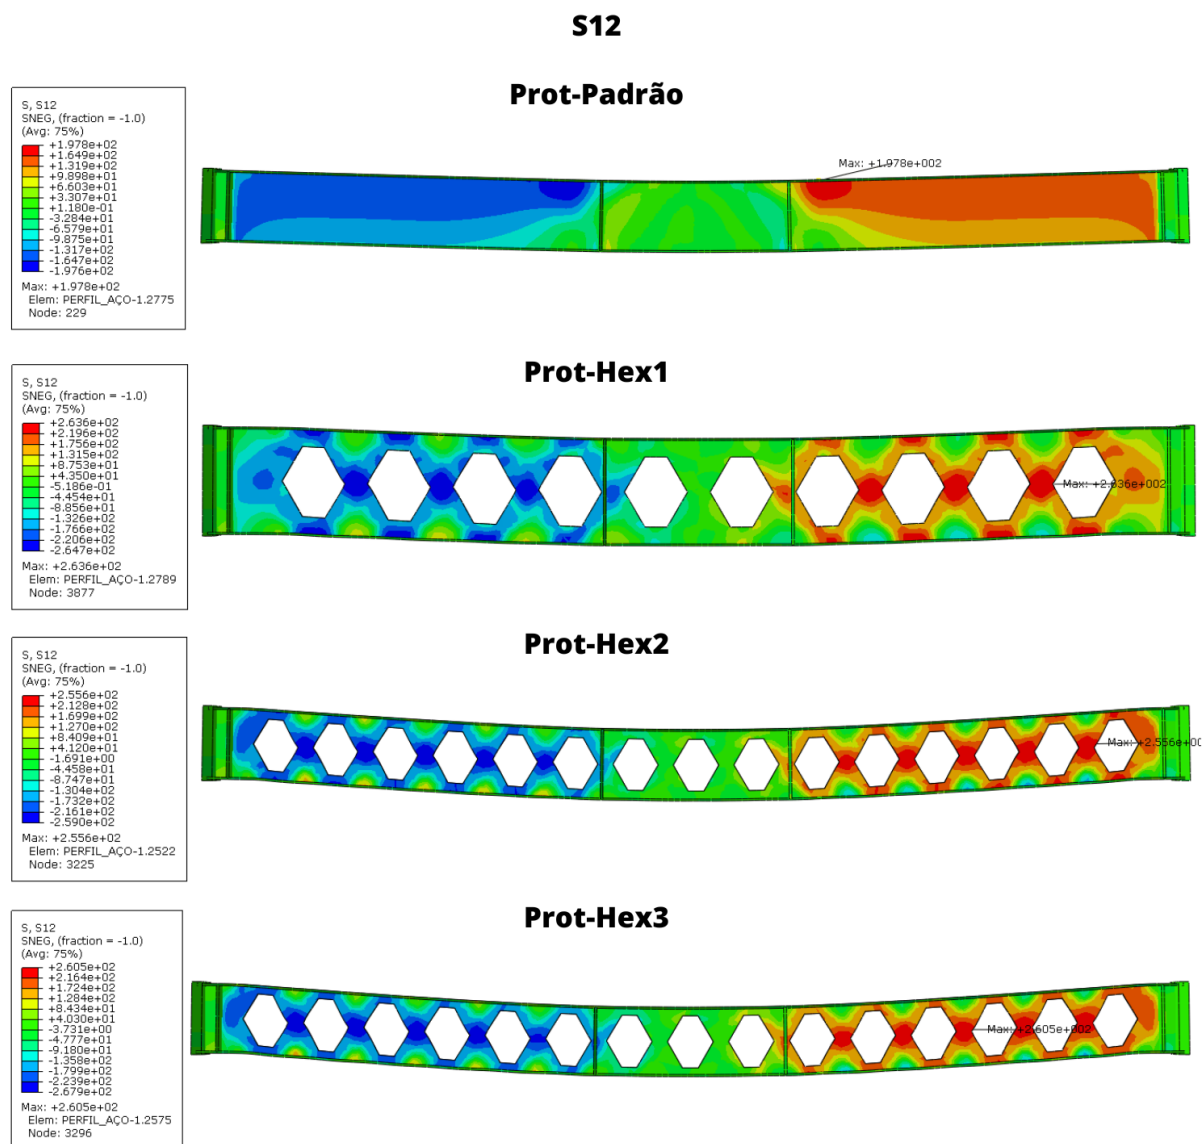 S12
Prot-Padrão
S, S12
SNEG, (fraction = -1.0)
(Avg: 75%)
+1.978e+02
+1.649e+02
+1.319e+02
+9.898e+01
+6.603e+01
+3.307e+01
+1.180e-01
-3.284e+01
-6.579e+01
-9.875e+01
-1.317e+02
-1.647e+02
-1.976e+02
Max: +1.978e+02
Elem: PERFIL_AÇO-1.2775
Node: 229
Max: +1.978e+002
Prot-Hex1
S, S12
SNEG, (fraction = -1.0)
(Avg: 75%)
+2.636e+02
+2.196e+02
+1.756e+02
+1.315e+02
+8.753e+01
+4.350e+01
-5.186e-01
-4.454e+01
-8.856e+01
-1.326e+02
-1.766e+02
-2.206e+02
-2.647e+02
Max: +2.636e+02
Elem: PERFIL_AÇO-1.2789
Node: 3877
Max: +2.636e+002
Prot-Hex2
S, S12
SNEG, (fraction = -1.0)
(Avg: 75%)
+2.556e+02
+2.128e+02
+1.699e+02
+1.270e+02
+8.409e+01
+4.120e+01
-1.691e+00
-4.458e+01
-8.747e+01
-1.304e+02
-1.732e+02
-2.161e+02
-2.590e+02
Max: +2.556e+02
Elem: PERFIL_AÇO-1.2522
Node: 3225
Max: +2.556e+00
Prot-Hex3
S, S12
SNEG, (fraction = -1.0)
(Avg: 75%)
+2.605e+02
+2.164e+02
+1.724e+02
+1.284e+02
+8.434e+01
+4.030e+01
-3.731e+00
-4.777e+01
-9.180e+01
-1.358e+02
-1.799e+02
-2.239e+02
-2.679e+02
Max: +2.605e+02
Elem: PERFIL_AÇO-1.2575
Node: 3296
Max: +2.605e+002